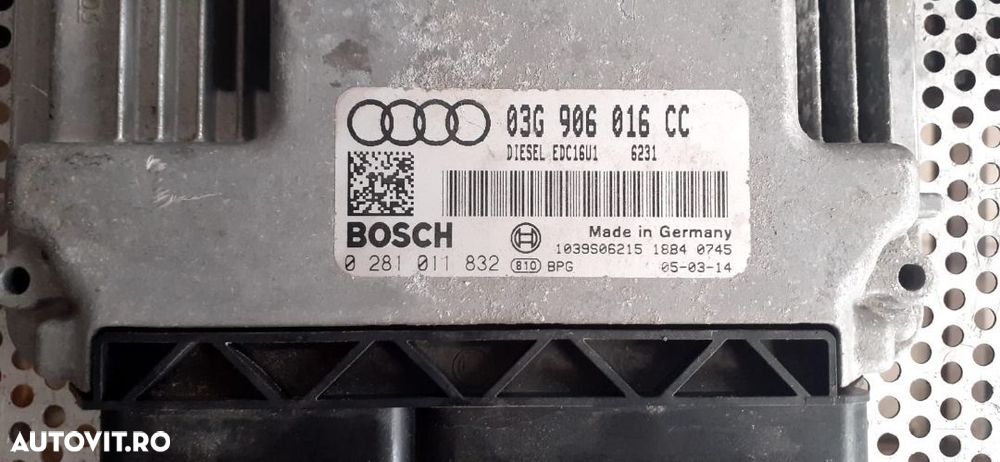 03G 906 016 CC
DIESEL EDC16U1 6231
BOSCH
Made in Germany
1039S06215 1884 0745
0 281 011 832 810 BPG 05-03-14
AUTOVIT.RO